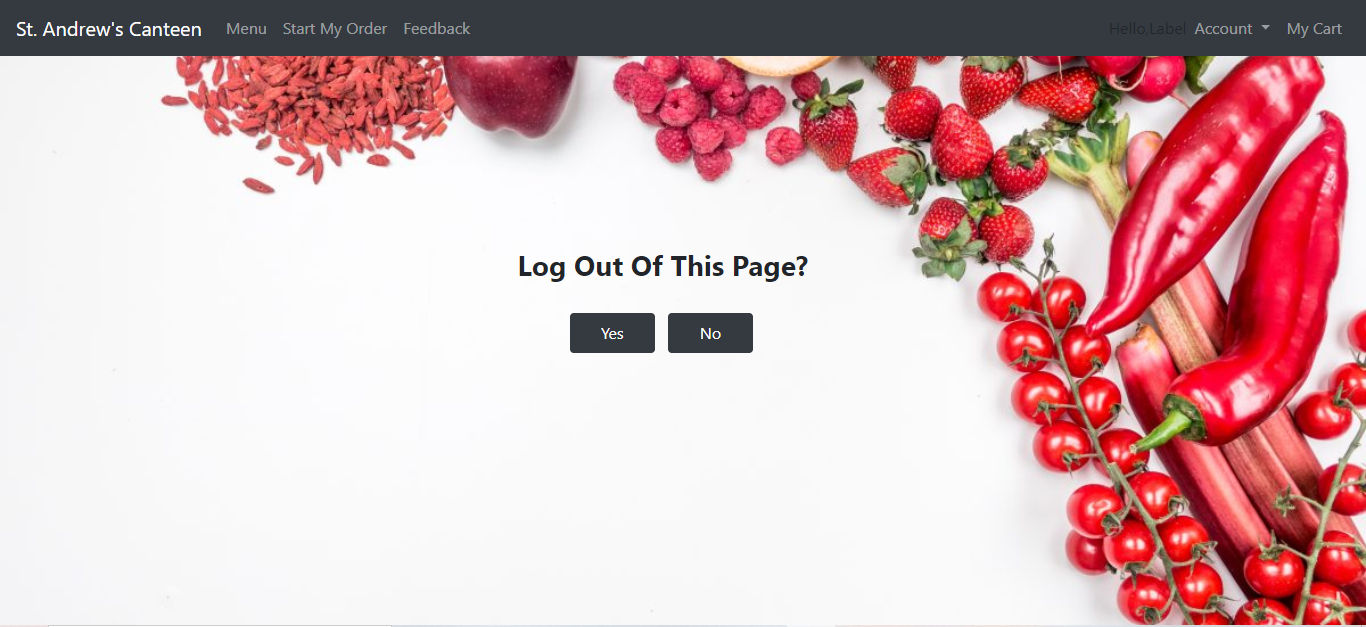 St. Andrew's Canteen Menu Start My Order Feedback Hello,Label Account My Cart
Log Out Of This Page?
Yes No